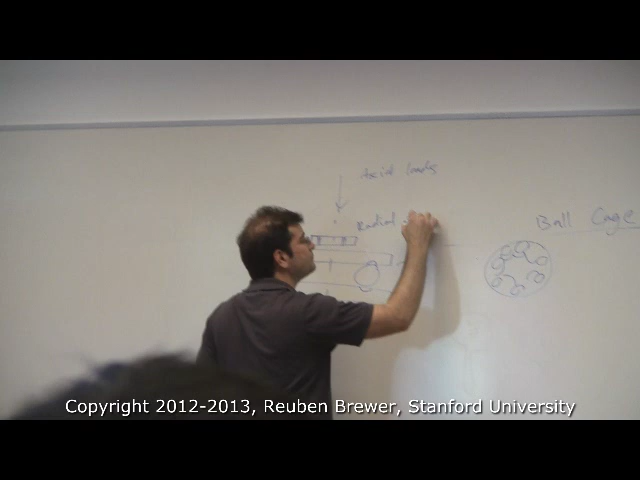 Axial loads
Radial
Ball Cage
Copyright 2012-2013, Reuben Brewer, Stanford University